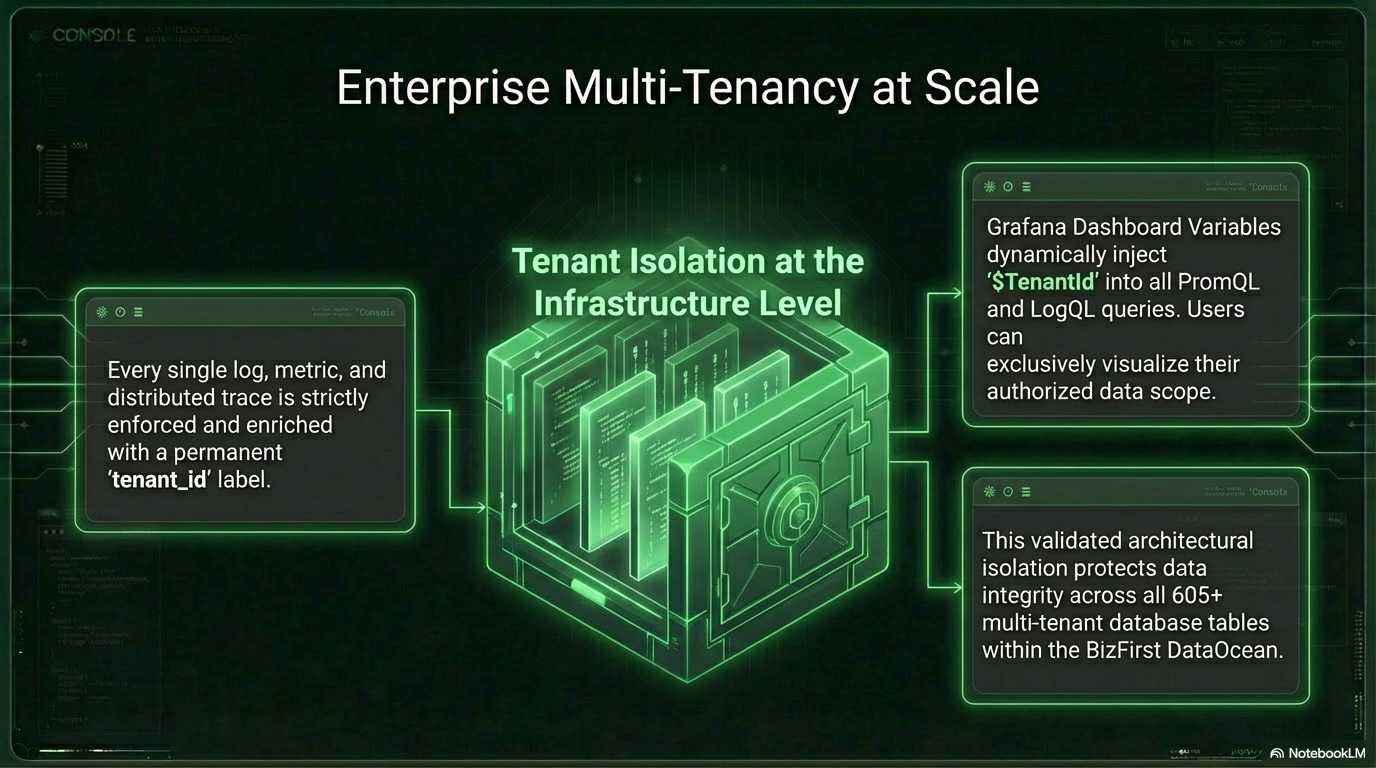 CONSOLE
Enterprise Multi-Tenancy at Scale
Tenant Isolation at the
Infrastructure Level
Every single log, metric, and
distributed trace is strictly
enforced and enriched
with a permanent
‘tenant_id’ label.
Grafana Dashboard Variables
dynamically inject
‘$TenantId’ into all PromQL
and LogQL queries. Users
can
exclusively visualize their
authorized data scope.
This validated architectural
isolation protects data
integrity across all 605+
multi-tenant database tables
within the BizFirst DataOcean.
NotebookLM